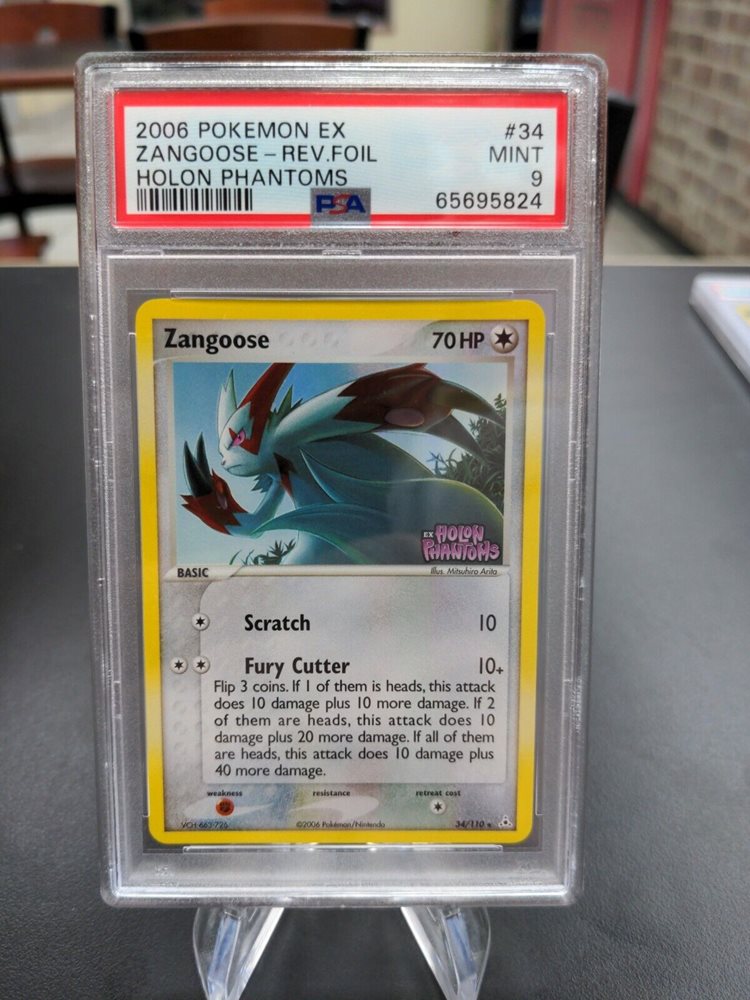 2006 POKEMON EX #34
ZANGOOSE - REV.FOIL MINT
HOLON PHANTOMS 9
PSA 65695824
Zangoose 70 HP
EX HOLON
PHANTOMS
BASIC Illus. Mitsuhiro Arita
Scratch 10
Fury Cutter 10+
Flip 3 coins. If 1 of them is heads, this attack
does 10 damage plus 10 more damage. If 2
of them are heads, this attack does 10
damage plus 20 more damage. If all of them
are heads, this attack does 10 damage plus
40 more damage.
weakness resistance retreat cost
©2006 Pokémon/Nintendo 34/110